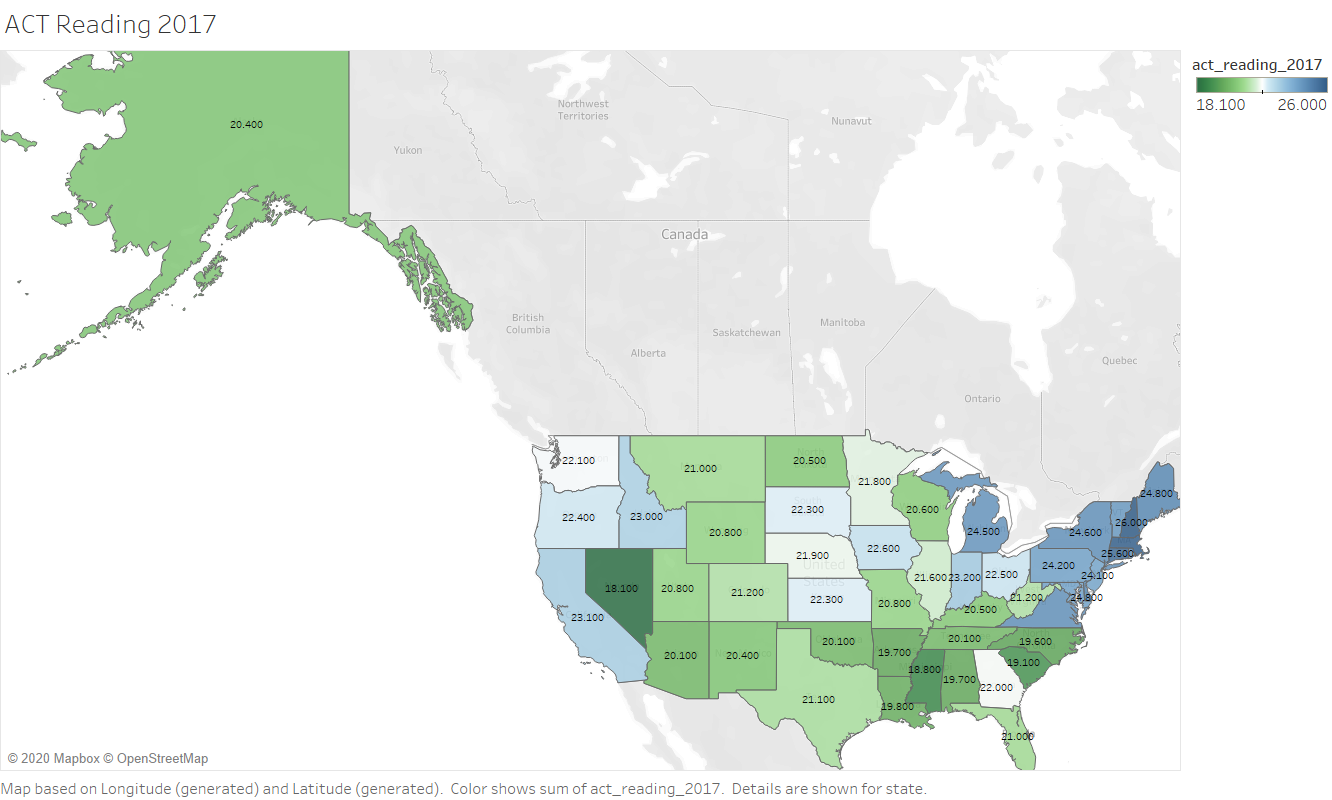 ACT Reading 2017
act_reading_2017
18.100 26.000
20.400
Northwest
Territories
Nunavut
Yukon
Canada
British
Columbia
Alberta
Saskatchewan
Manitoba
Ontario
Quebec
22.100
21.000
20.500
21.800
24.800
22.400
23.000
20.800
22.300
20.600
24.500
24.600
26.000
21.900
22.600
25.600
United
States
18.100
20.800
21.200
22.300
20.800
21.600
23.200
22.500
24.200
24.100
23.100
21.200
24.800
20.500
20.100
20.400
20.100
19.700
20.100
19.600
18.800
19.700
19.100
22.000
21.100
19.800
21.000
© 2020 Mapbox © OpenStreetMap
Map based on Longitude (generated) and Latitude (generated). Color shows sum of act_reading_2017. Details are shown for state.